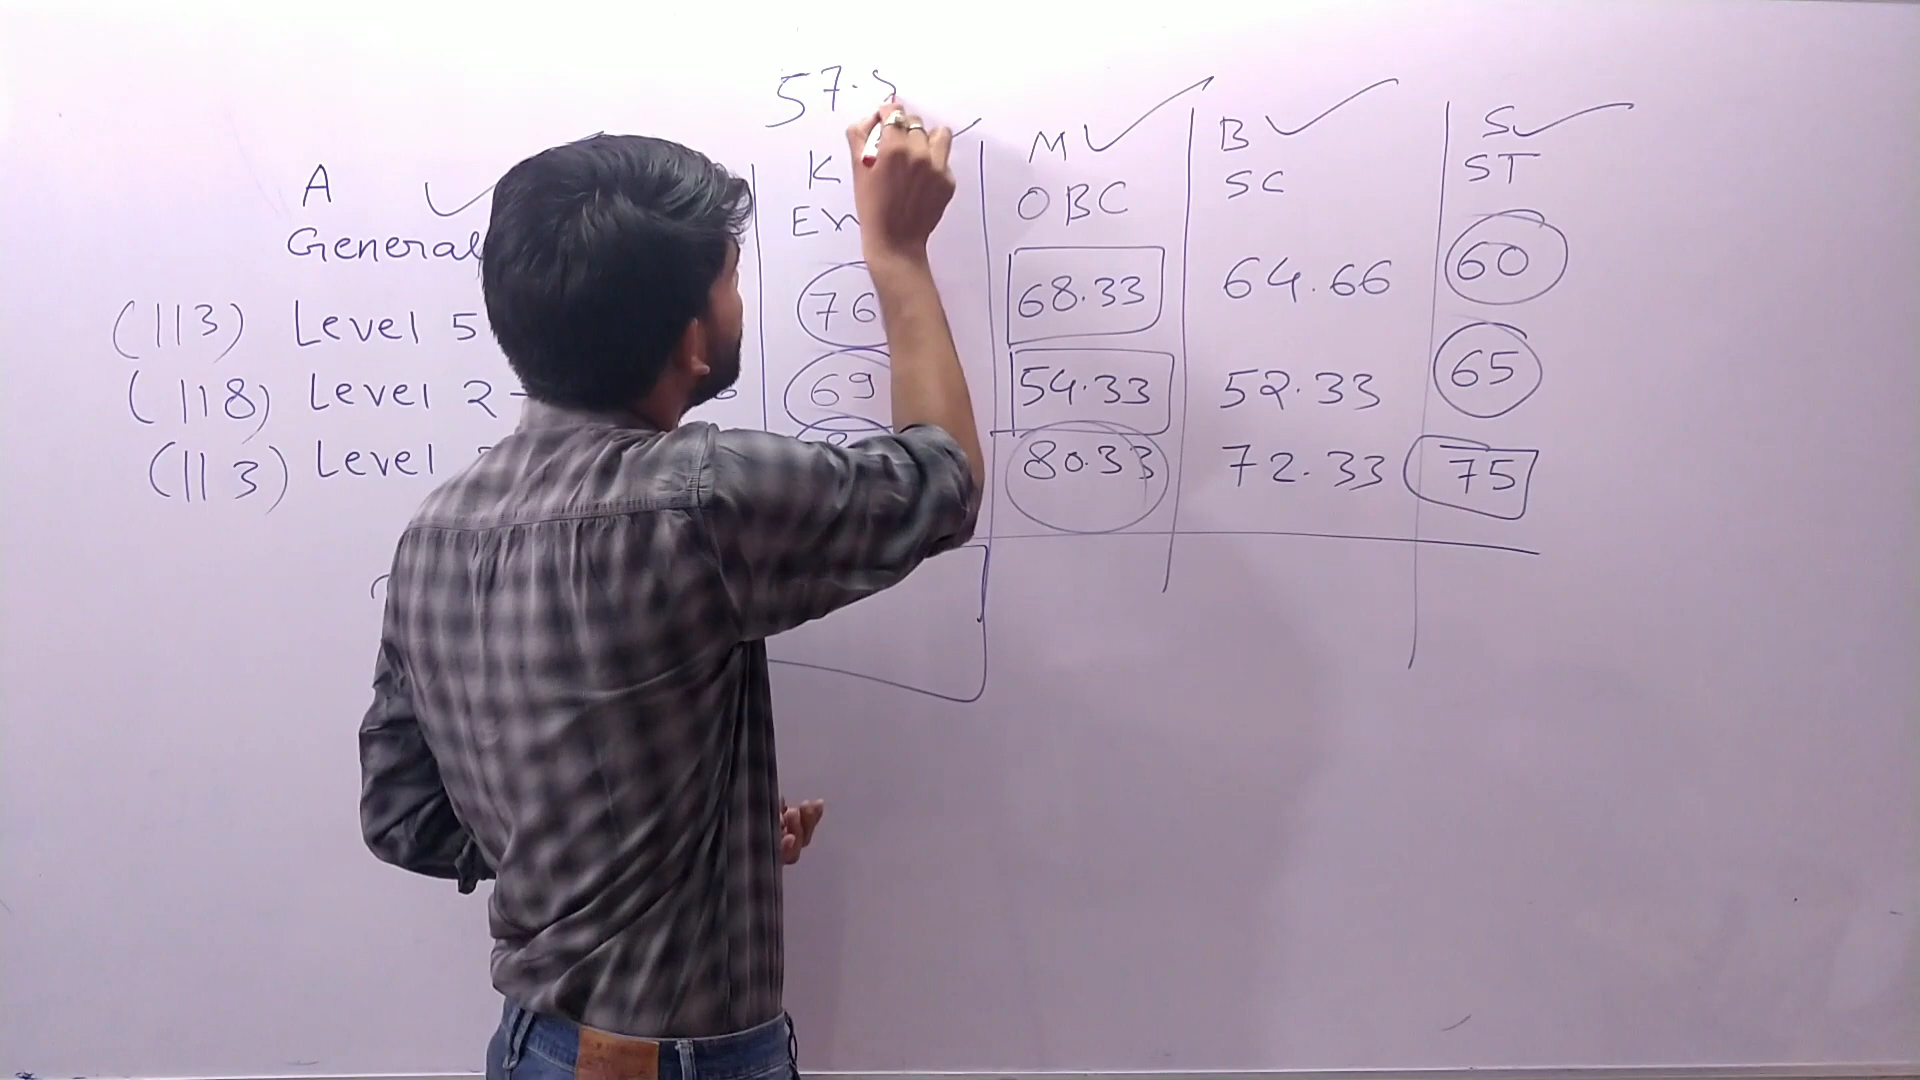 57.
A K M B S
General EW OBC SC ST
(113) Level 5 76 68.33 64.66 60
(118) Level 2 - 69 54.33 52.33 65
(113) Level 80.33 72.33 75